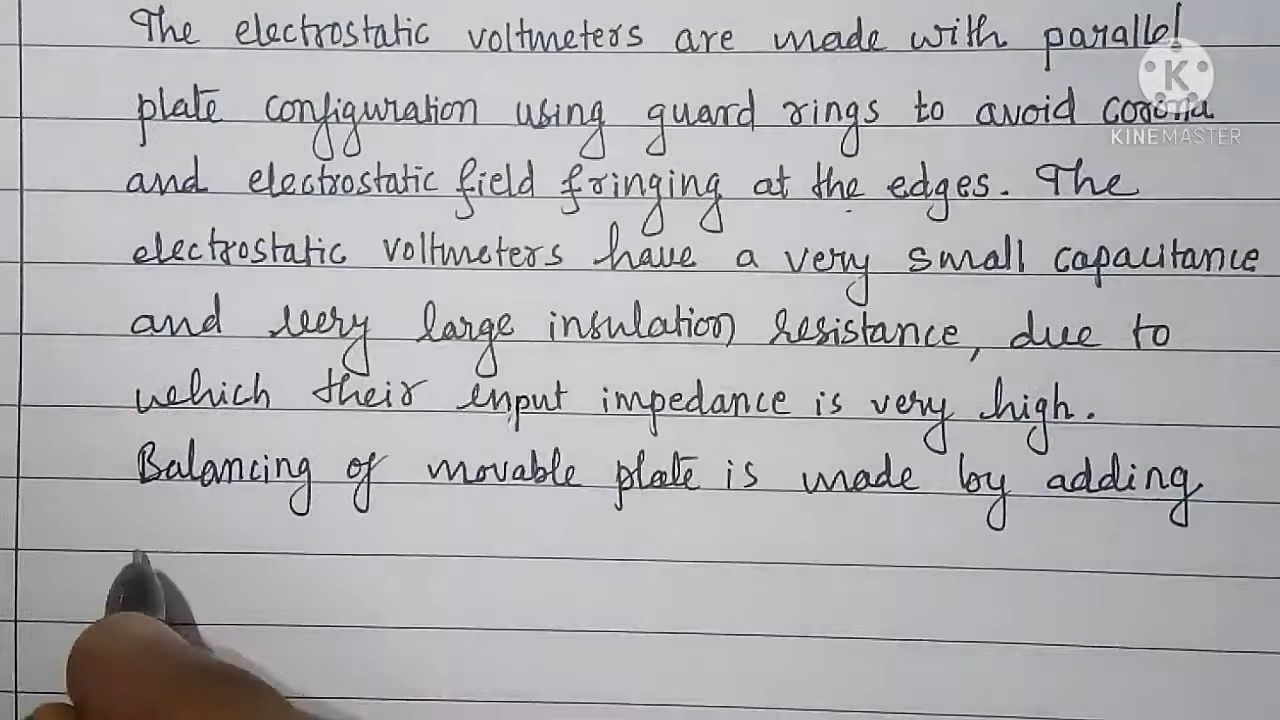 The electrostatic voltmeters are made with parallel
plate configuration using guard rings to avoid corona
and electrostatic field fringing at the edges. The
electrostatic voltmeters have a very small capacitance
and very large insulation resistance, due to
which their input impedance is very high.
Balancing of movable plate is made by adding
K
KINEMASTER